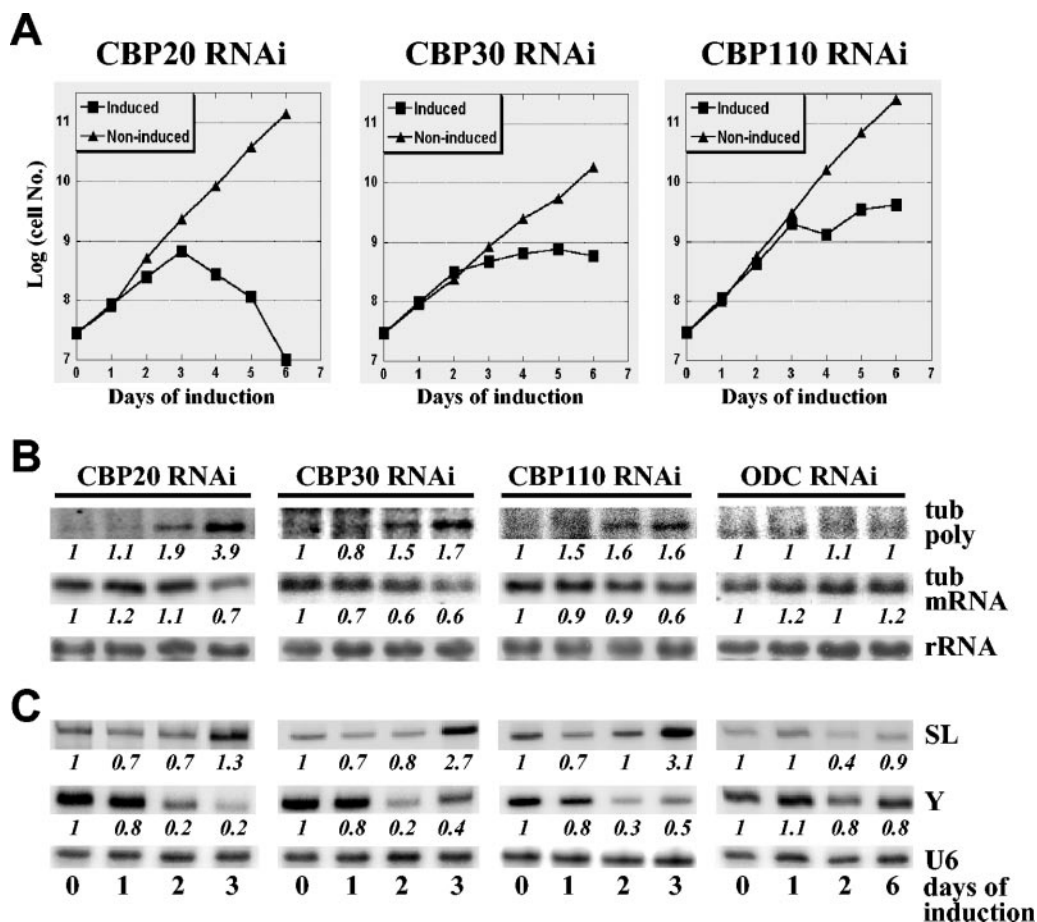 A
CBP20 RNAi
CBP30 RNAi
CBP110 RNAi
Log (cell No.)
Induced
Non-induced
11
10
9
8
7
0 1 2 3 4 5 6 7
Days of induction
Induced
Non-induced
11
10
9
8
7
0 1 2 3 4 5 6 7
Days of induction
Induced
Non-induced
11
10
9
8
7
0 1 2 3 4 5 6 7
Days of induction
B
CBP20 RNAi
CBP30 RNAi
CBP110 RNAi
ODC RNAi
tub
poly
1 1.1 1.9 3.9 1 0.8 1.5 1.7 1 1.5 1.6 1.6 1 1 1.1 1
tub
mRNA
1 1.2 1.1 0.7 1 0.7 0.6 0.6 1 0.9 0.9 0.6 1 1.2 1 1.2
rRNA
C
SL
1 0.7 0.7 1.3 1 0.7 0.8 2.7 1 0.7 1 3.1 1 1 0.4 0.9
Y
1 0.8 0.2 0.2 1 0.8 0.2 0.4 1 0.8 0.3 0.5 1 1.1 0.8 0.8
U6
0 1 2 3 0 1 2 3 0 1 2 3 0 1 2 6
days of
induction